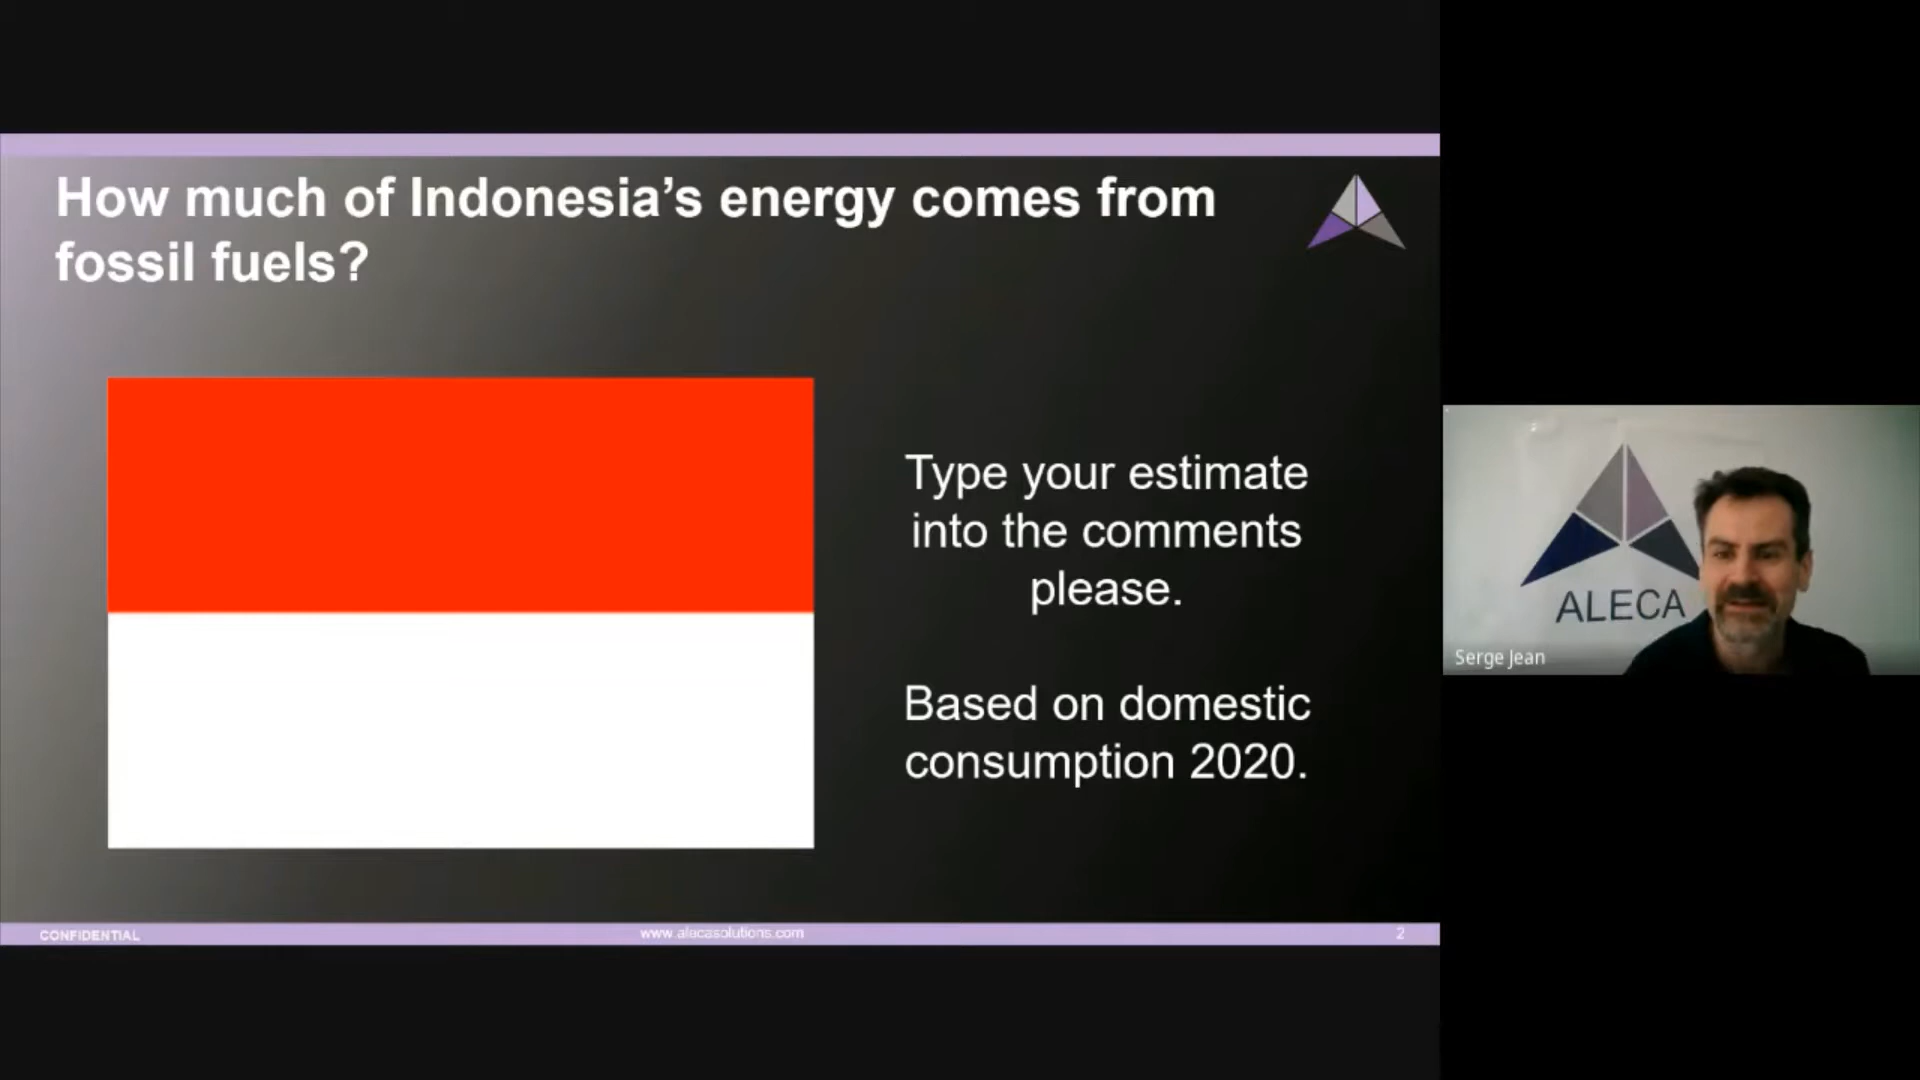 How much of Indonesia’s energy comes from
fossil fuels?
Type your estimate
into the comments
please.
Based on domestic
consumption 2020.
ALECA
Serge Jean
CONFIDENTIAL
www.alecasolutions.com
2